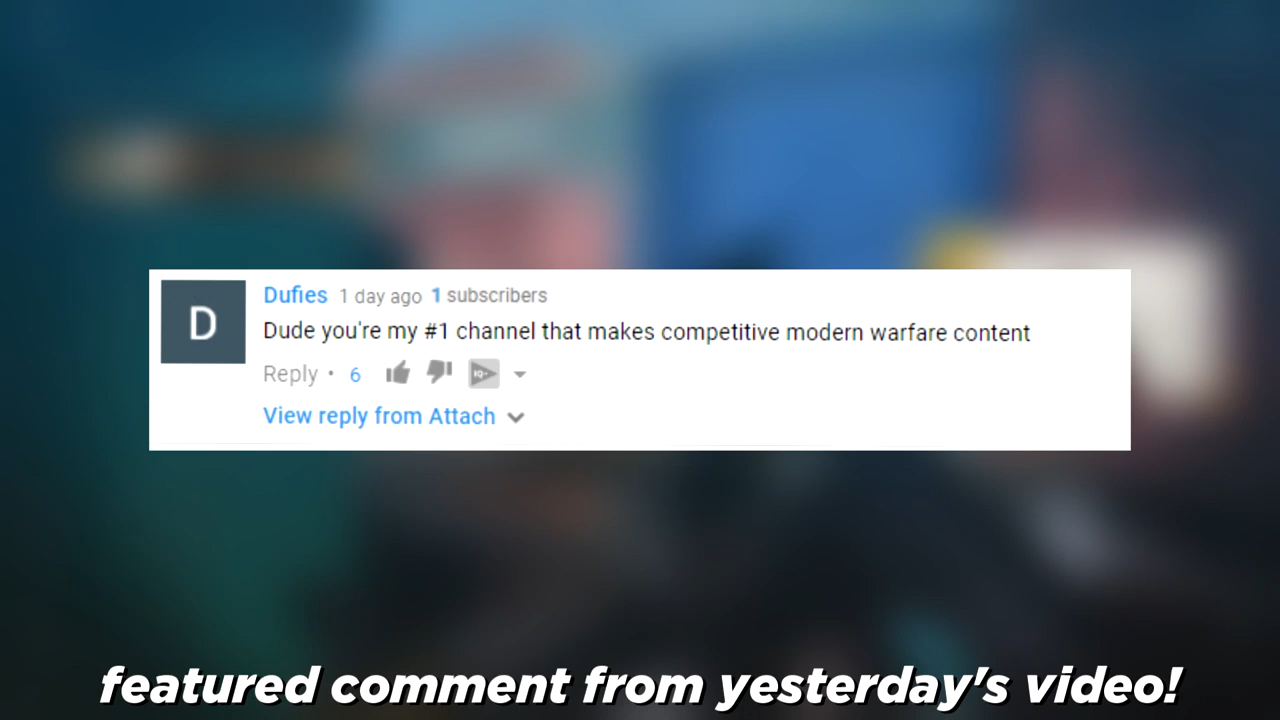 D
Dufies 1 day ago 1 subscribers
Dude you're my #1 channel that makes competitive modern warfare content
Reply • 6
View reply from Attach
featured comment from yesterday's video!